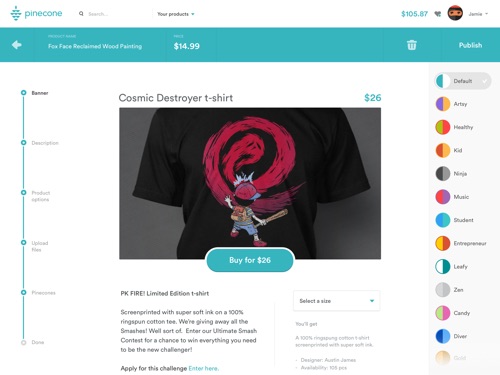 pinecone
Search...
Your products
$105.87
Jamie
PRODUCT NAME
Fox Face Reclaimed Wood Painting
PRICE
$14.99
Publish
Banner
Description
Product
options
Upload
files
Pinecones
Done
Cosmic Destroyer t-shirt
$26
Buy for $26
PK FIRE! Limited Edition t-shirt
Screenprinted with super soft ink on a 100%
ringspun cotton tee. We're giving away all the
Smashes! Well sort of. Enter our Ultimate Smash
Contest for a chance to win everything you need
to be the new challenger!
Apply for this challenge Enter here.
Select a size
You'll get
A 100% ringspung cotton t-shirt
screenprinted with super soft ink.
- Designer: Austin James
- Availability: 105 pcs
Default
Artsy
Healthy
Kid
Ninja
Music
Student
Entrepreneur
Leafy
Zen
Candy
Diver
Gold